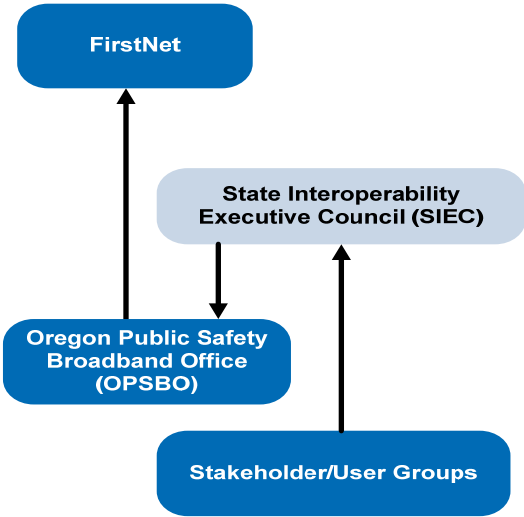 FirstNet
State Interoperability
Executive Council (SIEC)
Oregon Public Safety
Broadband Office
(OPSBO)
Stakeholder/User Groups